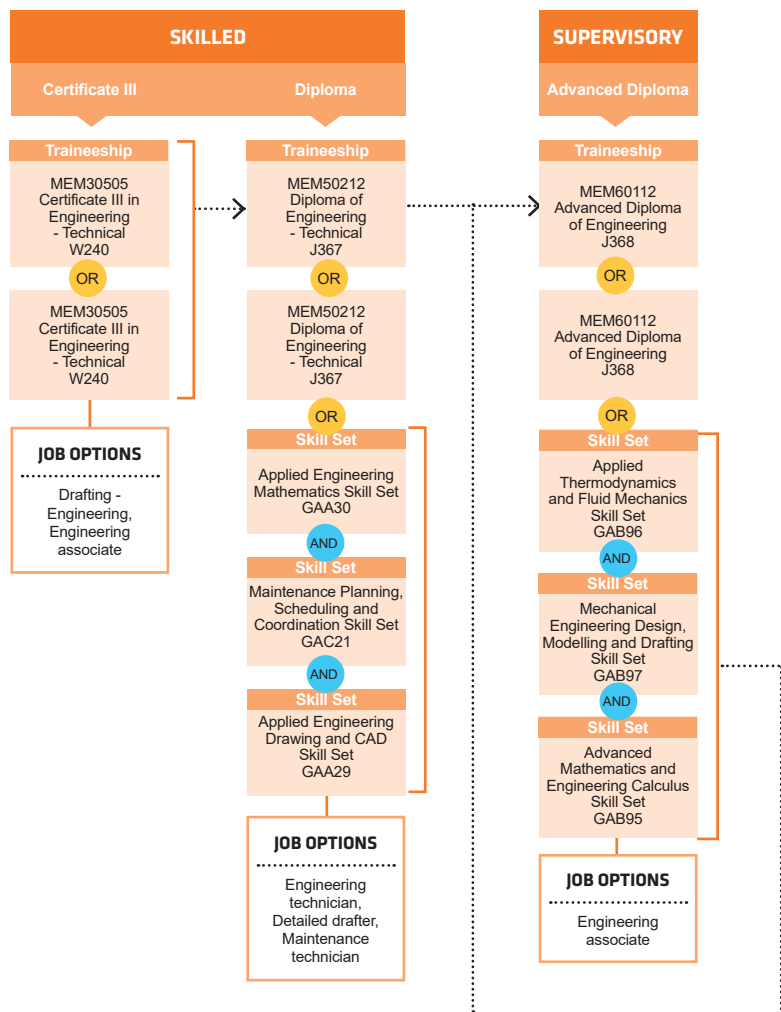 SKILLED
Certificate III
Diploma
Traineeship
MEM30505
Certificate III in
Engineering
- Technical
W240
OR
MEM30505
Certificate III in
Engineering
- Technical
W240
JOB OPTIONS
Drafting -
Engineering,
Engineering
associate
Traineeship
MEM50212
Diploma of
Engineering
- Technical
J367
OR
MEM50212
Diploma of
Engineering
- Technical
J367
OR
Skill Set
Applied Engineering
Mathematics Skill Set
GAA30
AND
Skill Set
Maintenance Planning,
Scheduling and
Coordination Skill Set
GAC21
AND
Skill Set
Applied Engineering
Drawing and CAD
Skill Set
GAA29
JOB OPTIONS
Engineering
technician,
Detailed drafter,
Maintenance
technician
SUPERVISORY
Advanced Diploma
Traineeship
MEM60112
Advanced Diploma
of Engineering
J368
OR
MEM60112
Advanced Diploma
of Engineering
J368
OR
Skill Set
Applied
Thermodynamics
and Fluid Mechanics
Skill Set
GAB96
AND
Skill Set
Mechanical
Engineering Design,
Modelling and Drafting
Skill Set
GAB97
AND
Skill Set
Advanced
Mathematics and
Engineering Calculus
Skill Set
GAB95
JOB OPTIONS
Engineering
associate